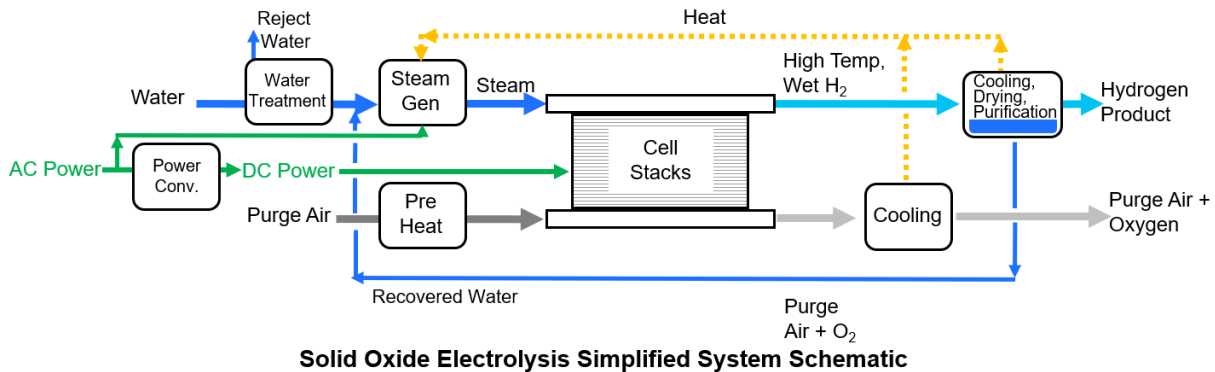 Reject
Water
Heat
Water
Water
Treatment
Steam
Gen
Steam
High Temp,
Wet H₂
Cooling,
Drying,
Purification
Hydrogen
Product
AC Power
Power
Conv.
DC Power
Cell
Stacks
Purge Air
Pre
Heat
Cooling
Purge Air +
Oxygen
Recovered Water
Purge
Air + O₂
Solid Oxide Electrolysis Simplified System Schematic